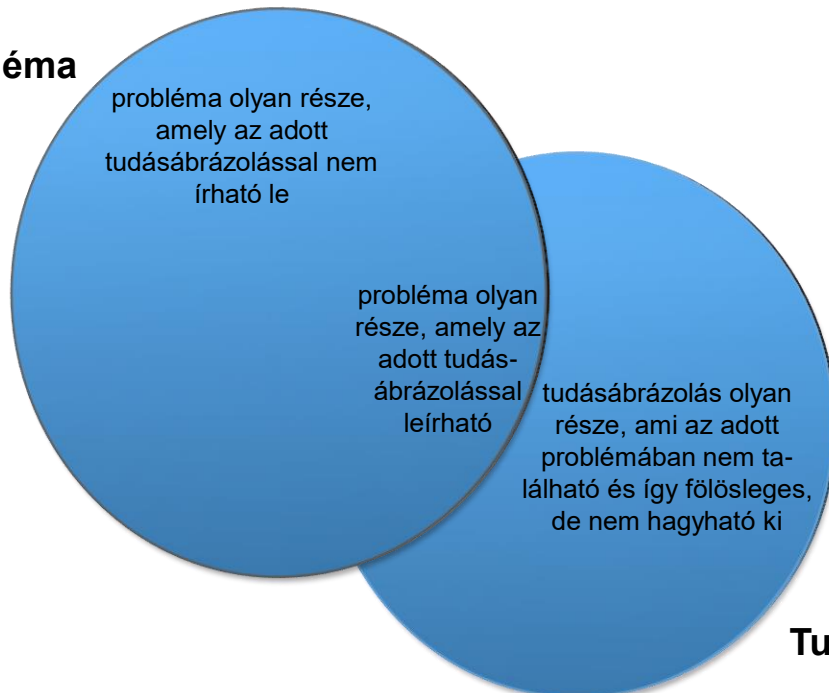 éma
probléma olyan része,
amely az adott
tudásábrázolással nem
írható le
probléma olyan
része, amely az
adott tudás-
ábrázolással
leírható
tudásábrázolás olyan
része, ami az adott
problémában nem ta-
lálható és így fölösleges,
de nem hagyható ki
Tu